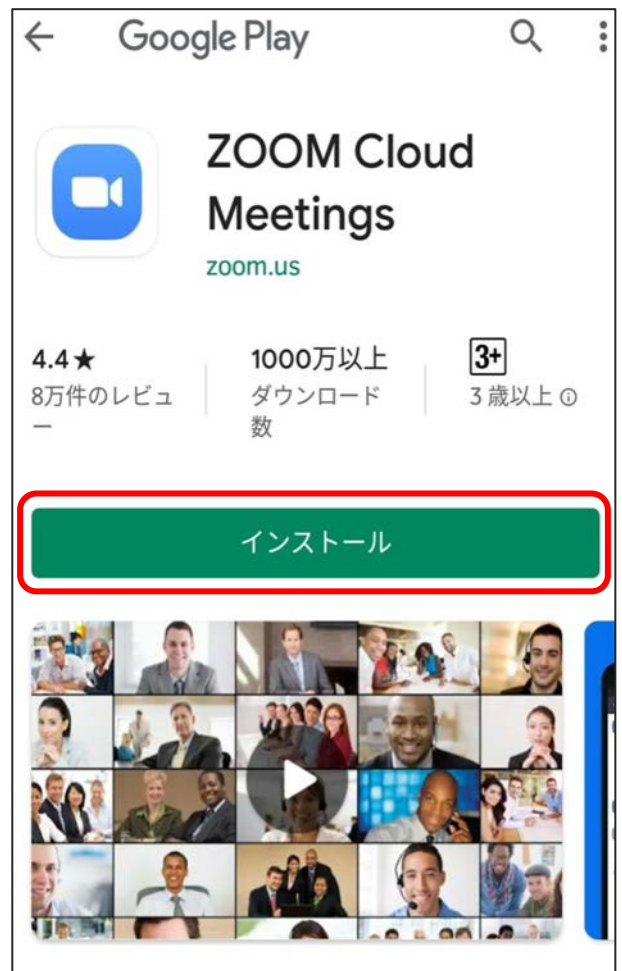 Google Play
ZOOM Cloud
Meetings
zoom.us
4.4★
8万件のレビュ
ー
1000万以上
ダウンロード
数
3+
3 歳以上
インストール